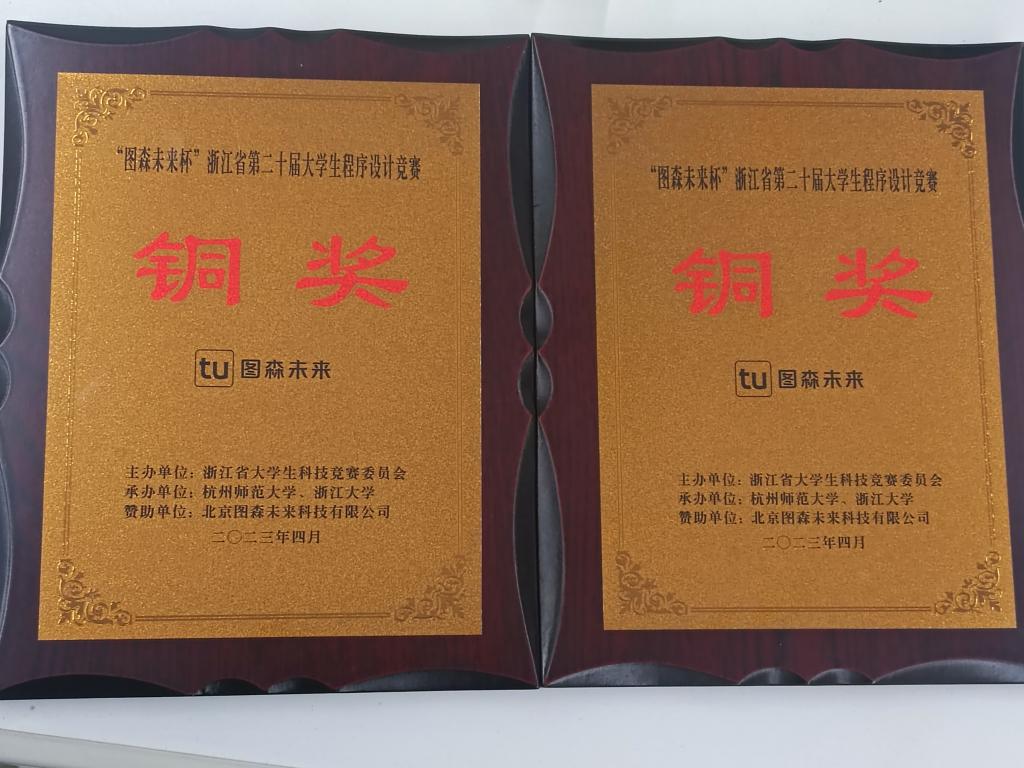 “图森未来杯”浙江省第二十届大学生程序设计竞赛
铜奖
tu 图森未来
主办单位：浙江省大学生科技竞赛委员会
承办单位：杭州师范大学、浙江大学
赞助单位：北京图森未来科技有限公司
二〇二三年四月
“图森未来杯”浙江省第二十届大学生程序设计竞赛
铜奖
tu 图森未来
主办单位：浙江省大学生科技竞赛委员会
承办单位：杭州师范大学、浙江大学
赞助单位：北京图森未来科技有限公司
二〇二三年四月